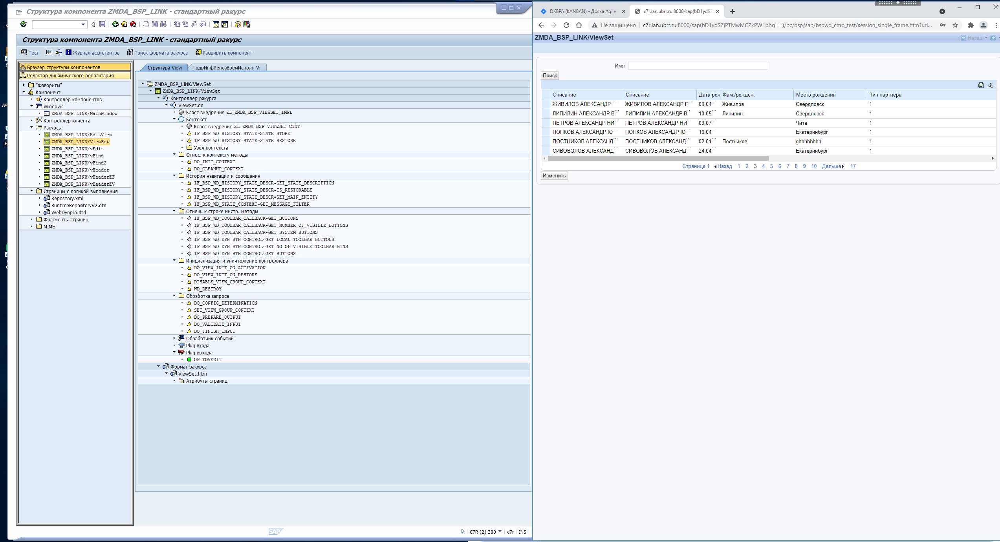 Структура компонента ZMDA_BSP_LINK - стандартный ракурс
Структура компонента ZMDA_BSP_LINK - стандартный ракурс
Тест
Журнал ассистентов
Поиск формата ракурса
Расширить компонент
Браузер структуры компонентов
Редактор динамического репозитария
"Фавориты"
Компонент
Контроллер компонентов
Windows
ZMDA_BSP_LINK/MainWindow
Контроллер клиента
Ракурсы
ZMDA_BSP_LINK/EditView
ZMDA_BSP_LINK/ViewSet
ZMDA_BSP_LINK/vEdit
ZMDA_BSP_LINK/vFind
ZMDA_BSP_LINK/vFind2
ZMDA_BSP_LINK/vHeader
ZMDA_BSP_LINK/vHeaderEF
ZMDA_BSP_LINK/vHeaderEV
Страницы с логикой выполнения
Repository.xml
RuntimeRepositoryV2.dtd
WebDynpro.dtd
Фрагменты страниц
MIME
Структура View
ПодрИнфРепозВремИсполн Vi
ZMDA_BSP_LINK/ViewSet
ZMDA_BSP_LINK/ViewSet
Контроллер ракурса
ViewSet.do
Класс внедрения ZL_ZMDA_BSP_VIEWSET_IMPL
Контекст
Класс внедрения ZL_ZMDA_BSP_VIEWSET_CTXT
IF_BSP_WD_HISTORY_STATE~STATE_STORE
IF_BSP_WD_HISTORY_STATE~STATE_RESTORE
Узел контекста
Относ. к контексту методы
DO_INIT_CONTEXT
DO_CLEANUP_CONTEXT
История навигации и сообщения
IF_BSP_WD_HISTORY_STATE_DESCR~GET_STATE_DESCRIPTION
IF_BSP_WD_HISTORY_STATE_DESCR~IS_RESTORABLE
IF_BSP_WD_HISTORY_STATE_DESCR~GET_MAIN_ENTITY
IF_BSP_WD_STATE_CONTEXT~GET_MESSAGE_FILTER
Отнящ. к строке инстр. методы
IF_BSP_WD_TOOLBAR_CALLBACK~GET_BUTTONS
IF_BSP_WD_TOOLBAR_CALLBACK~GET_NUMBER_OF_VISIBLE_BUTTONS
IF_BSP_WD_TOOLBAR_CALLBACK~GET_SYSTEM_BUTTONS
IF_BSP_WD_DYN_BTN_CONTROL~GET_LOCAL_TOOLBAR_BUTTONS
IF_BSP_WD_DYN_BTN_CONTROL~GET_NO_OF_VISIBLE_TOOLBAR_BTNS
IF_BSP_WD_DYN_BTN_CONTROL~GET_BUTTONS
Инициализация и уничтожение контроллера
DO_VIEW_INIT_ON_ACTIVATION
DO_VIEW_INIT_ON_RESTORE
DISABLE_VIEW_GROUP_CONTEXT
WD_DESTROY
Обработка запроса
DO_CONFIG_DETERMINATION
SET_VIEW_GROUP_CONTEXT
DO_PREPARE_OUTPUT
DO_VALIDATE_INPUT
DO_FINISH_INPUT
Обработчик событий
Plug входа
Plug выхода
OP_TOVEDIT
Формат ракурса
ViewSet.htm
Атрибуты страниц
SAP
C7R (2) 300
c7r
INS
DKBPA (KANBAN) - Доска Agile
c7r.lan.ubrr.ru:8000/sap(bD1ydSZ
Не защищено
c7r.lan.ubrr.ru:8000/sap(bD1ydSZjPTMwMCZkPW1pbg==)/bc/bsp/sap/bspwd_cmp_test/session_single_frame.htm?url...
ZMDA_BSP_LINK/ViewSet
Назад
Имя
Поиск
Описание Описание Дата рож Фам./рожден. Место рождения Тип партнера
ЖИВИЛОВ АЛЕКСАНДР ... ЖИВИЛОВ АЛЕКСАНДР П ... 09.04 ... Живилов Свердловск 1
ЛИПИЛИН АЛЕКСАНДР В ... ЛИПИЛИН АЛЕКСАНДР В ... 10.05 ... Липилин Свердловск 1
ПЕТРОВ АЛЕКСАНДР НИ ... ПЕТРОВ АЛЕКСАНДР НИ ... 09.07 ... Чита 1
ПОПКОВ АЛЕКСАНДР Ю ... ПОПКОВ АЛЕКСАНДР Ю ... 16.04 ... Екатеринбург 1
ПОСТНИКОВ АЛЕКСАНД ... ПОСТНИКОВ АЛЕКСАНД ... 02.01 ... Постников ghhhhhhhh 1
СИВОВОЛОВ АЛЕКСАНД ... СИВОВОЛОВ АЛЕКСАНД ... 24.04 ... Екатеринбург 1
Страница 1 Назад 1 2 3 4 5 6 7 8 9 10 Дальше 17
Изменить